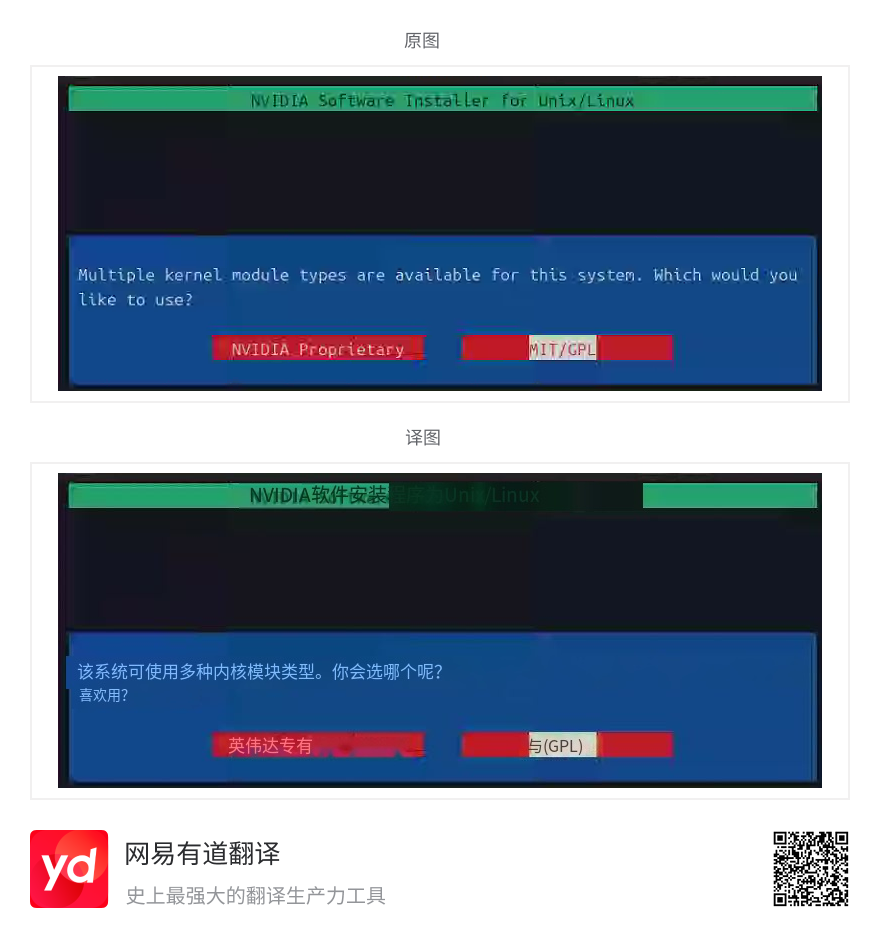 原图
NVIDIA Software Installer for Unix/Linux
Multiple kernel module types are available for this system. Which would you
like to use?
NVIDIA Proprietary MIT/GPL
译图
NVIDIA软件安装程序为Unix/Linux
该系统可使用多种内核模块类型。你会选哪个呢?
喜欢用?
英伟达专有 与(GPL)
yd
网易有道翻译
史上最强大的翻译生产力工具